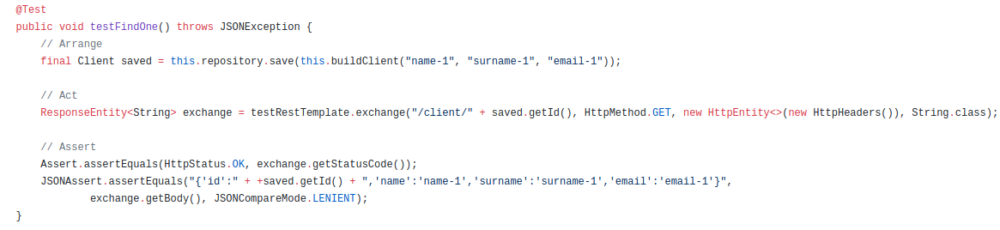 @Test
public void testFindOne() throws JSONException {
    // Arrange
    final Client saved = this.repository.save(this.buildClient("name-1", "surname-1", "email-1"));

    // Act
    ResponseEntity<String> exchange = testRestTemplate.exchange("/client/" + saved.getId(), HttpMethod.GET, new HttpEntity<>(new HttpHeaders()), String.class);

    // Assert
    Assert.assertEquals(HttpStatus.OK, exchange.getStatusCode());
    JSONAssert.assertEquals("{'id':" + +saved.getId() + ",'name':'name-1','surname':'surname-1','email':'email-1'}",
            exchange.getBody(), JSONCompareMode.LENIENT);
}